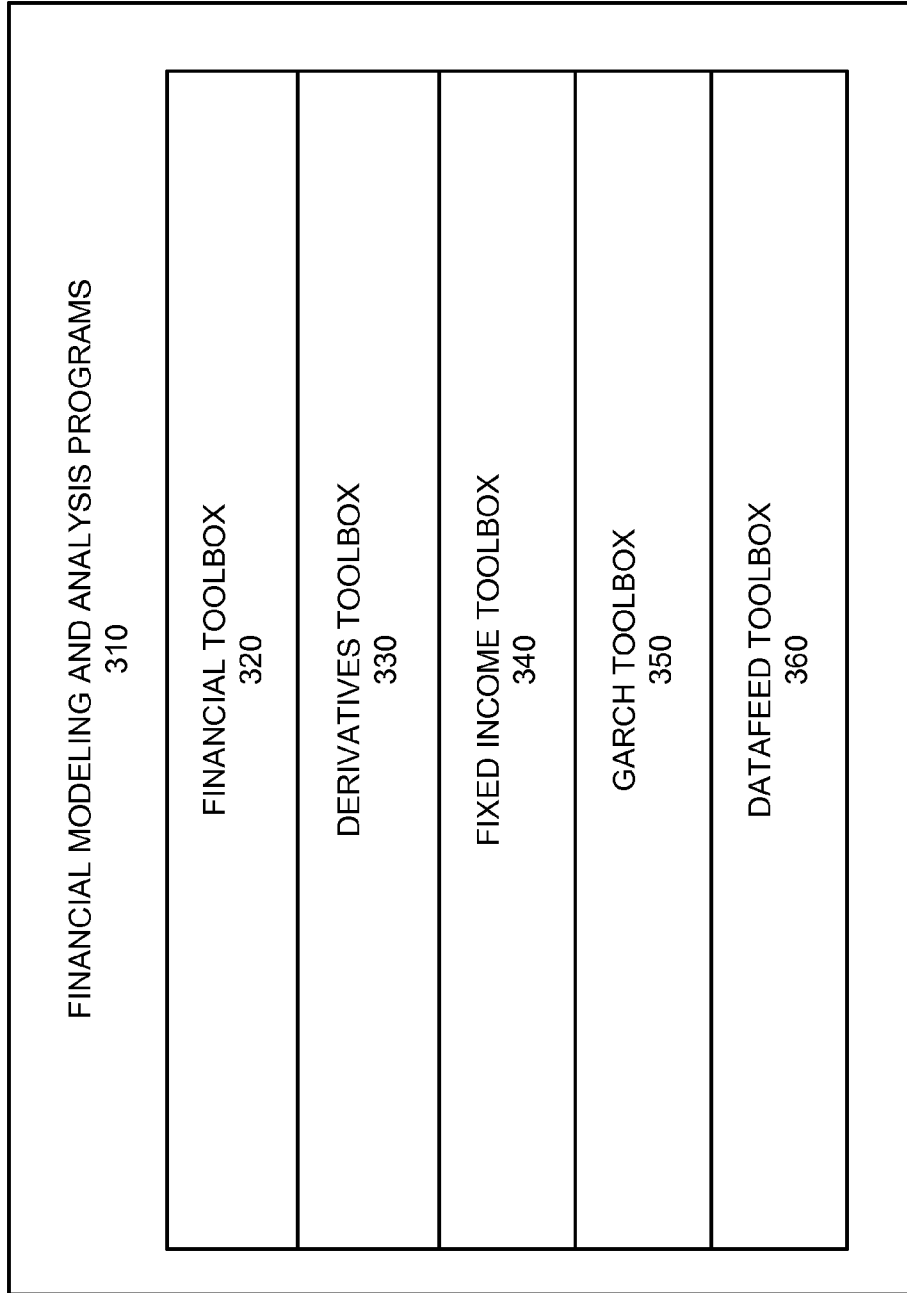 FINANCIAL MODELING AND ANALYSIS PROGRAMS
310
FINANCIAL TOOLBOX
320
DERIVATIVES TOOLBOX
330
FIXED INCOME TOOLBOX
340
GARCH TOOLBOX
350
DATAFEED TOOLBOX
360